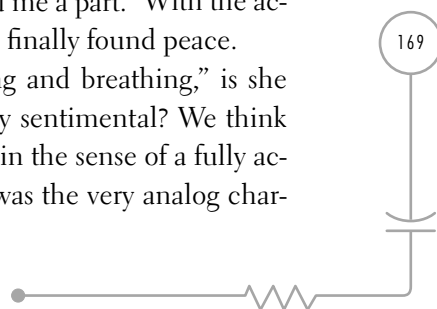 me a part. With the ac-
finally found peace.
g and breathing,” is she
y sentimental? We think
in the sense of a fully ac-
was the very analog char-
169